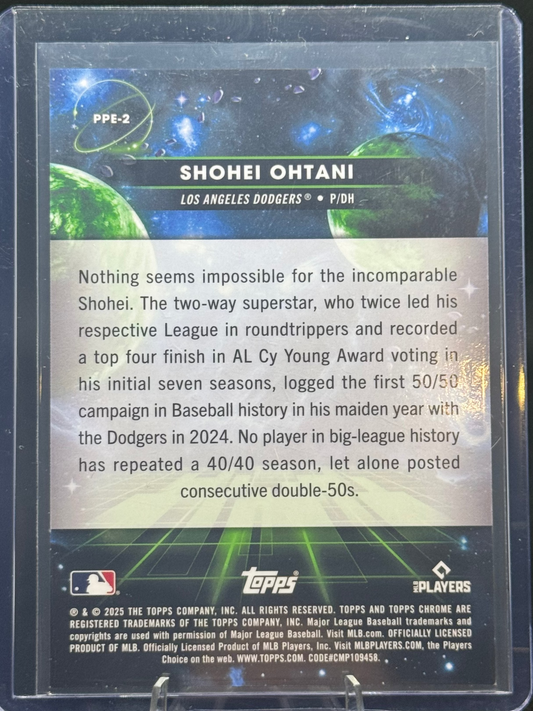 PPE-2
SHOHEI OHTANI
LOS ANGELES DODGERS® • P/DH
Nothing seems impossible for the incomparable
Shohei. The two-way superstar, who twice led his
respective League in roundtrippers and recorded
a top four finish in AL Cy Young Award voting in
his initial seven seasons, logged the first 50/50
campaign in Baseball history in his maiden year with
the Dodgers in 2024. No player in big-league history
has repeated a 40/40 season, let alone posted
consecutive double-50s.
topps
MLB PLAYERS
® & © 2025 THE TOPPS COMPANY, INC. ALL RIGHTS RESERVED. TOPPS AND TOPPS CHROME ARE
REGISTERED TRADEMARKS OF THE TOPPS COMPANY, INC. Major League Baseball trademarks and
copyrights are used with permission of Major League Baseball. Visit MLB.com. OFFICIALLY LICENSED
PRODUCT OF MLB. Officially Licensed Product of MLB Players, Inc. Visit MLBPLAYERS.com, the Players
Choice on the web. WWW.TOPPS.COM. CODE#CMP109458